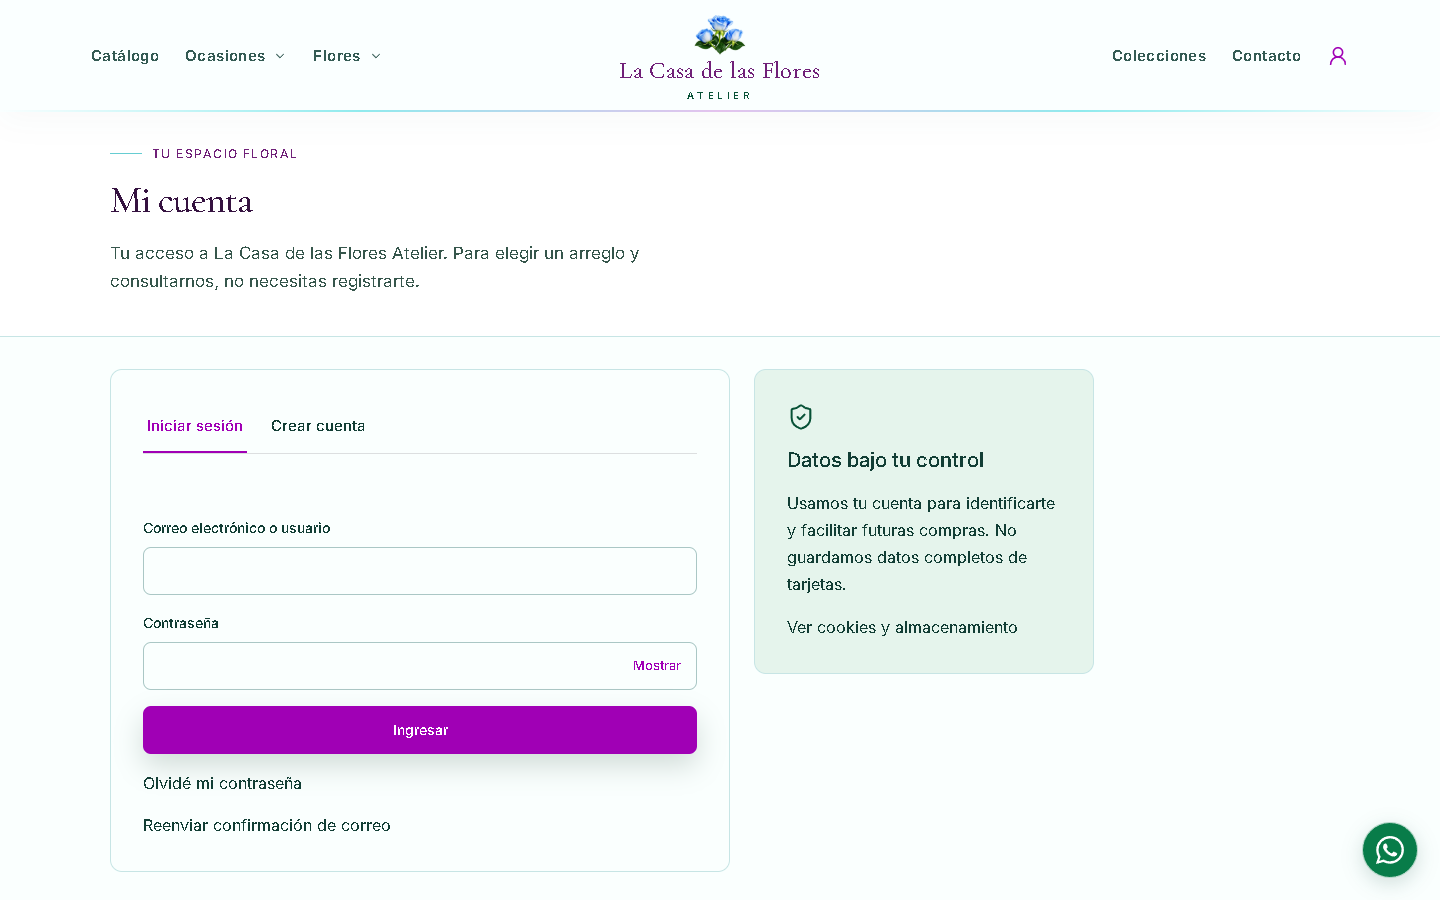 Catálogo
Ocasiones
Flores
La Casa de las Flores
ATELIER
Colecciones
Contacto
TU ESPACIO FLORAL
Mi cuenta
Tu acceso a La Casa de las Flores Atelier. Para elegir un arreglo y
consultarnos, no necesitas registrarte.
Iniciar sesión
Crear cuenta
Correo electrónico o usuario
Contraseña
Mostrar
Ingresar
Olvidé mi contraseña
Reenviar confirmación de correo
Datos bajo tu control
Usamos tu cuenta para identificarte
y facilitar futuras compras. No
guardamos datos completos de
tarjetas.
Ver cookies y almacenamiento